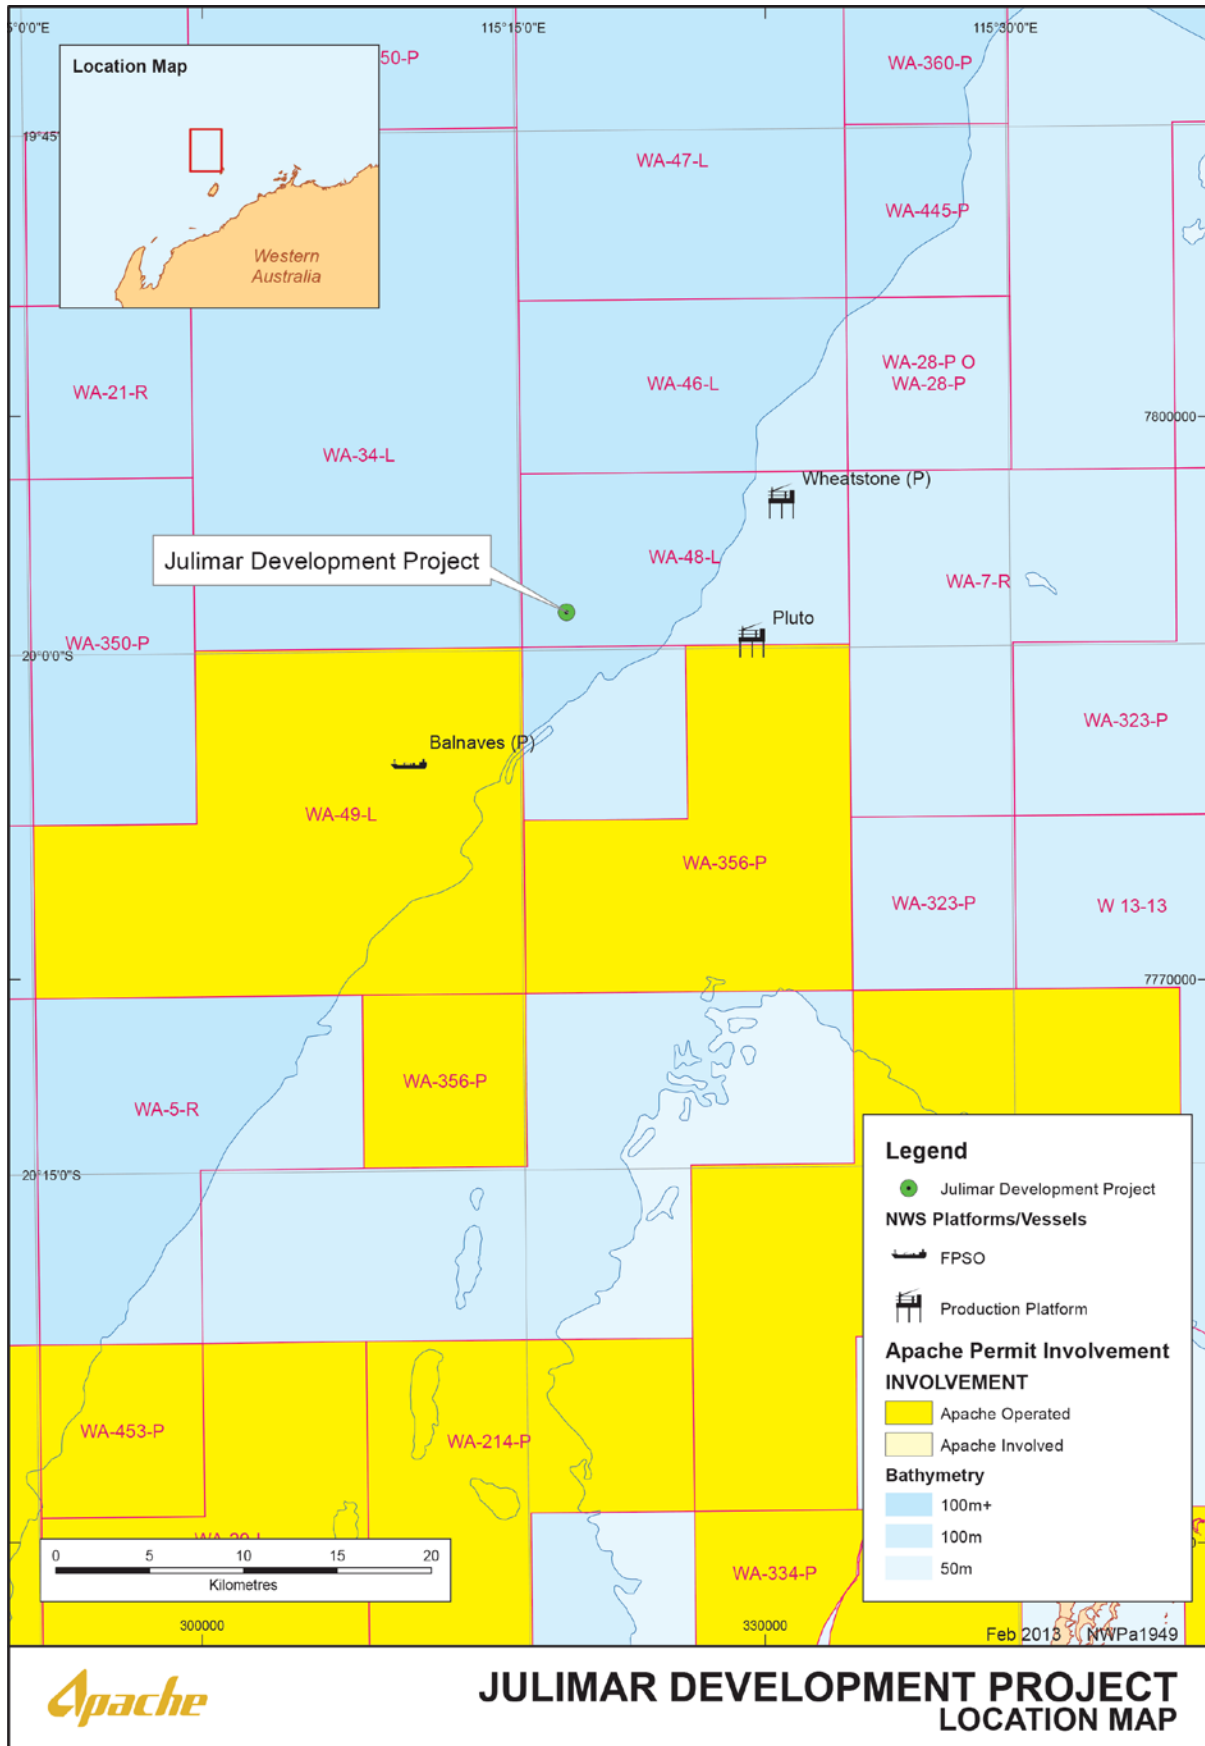 5°0'0"E
115°15'0"E
115°30'0"E
Location Map
50-P
WA-360-P
19°45'
WA-47-L
WA-445-P
Western
Australia
WA-28-P O
WA-28-P
WA-21-R
WA-46-L
7800000
WA-34-L
Wheatstone (P)
Julimar Development Project
WA-48-L
WA-7-R
Pluto
WA-350-P
20°0'0"S
WA-323-P
Balnaves (P)
WA-49-L
WA-356-P
WA-323-P
W 13-13
7770000
WA-356-P
WA-5-R
20°15'0"S
Legend
Julimar Development Project
NWS Platforms/Vessels
FPSO
Production Platform
Apache Permit Involvement
INVOLVEMENT
Apache Operated
Apache Involved
Bathymetry
100m+
100m
50m
WA-453-P
WA-214-P
0 5 10 15 20
Kilometres
WA-334-P
300000
330000
Feb 2013 NWPa1949
Apache
JULIMAR DEVELOPMENT PROJECT
LOCATION MAP